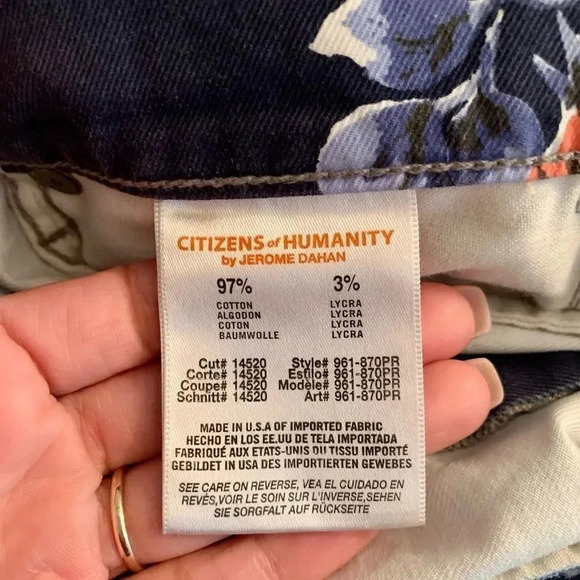 CITIZENS of HUMANITY
by JEROME DAHAN
97% 3%
COTTON LYCRA
ALGODON LYCRA
COTON LYCRA
BAUMWOLLE LYCRA
Cut# 14520 Style# 961-870PR
Corte# 14520 Estilo# 961-870PR
Coupe# 14520 Modèle# 961-870PR
Schnitt# 14520 Art# 961-870PR
MADE IN U.S.A OF IMPORTED FABRIC
HECHO EN LOS EE.UU DE TELA IMPORTADA
FABRIQUÉ AUX ETATS-UNIS DU TISSU IMPORTÉ
GEBILDET IN USA DES IMPORTIERTEN GEWEBES
SEE CARE ON REVERSE, VEA EL CUIDADO EN
REVÉS,VOIR LE SOIN SUR L'INVERSE,SEHEN
SIE SORGFALT AUF RÜCKSEITE